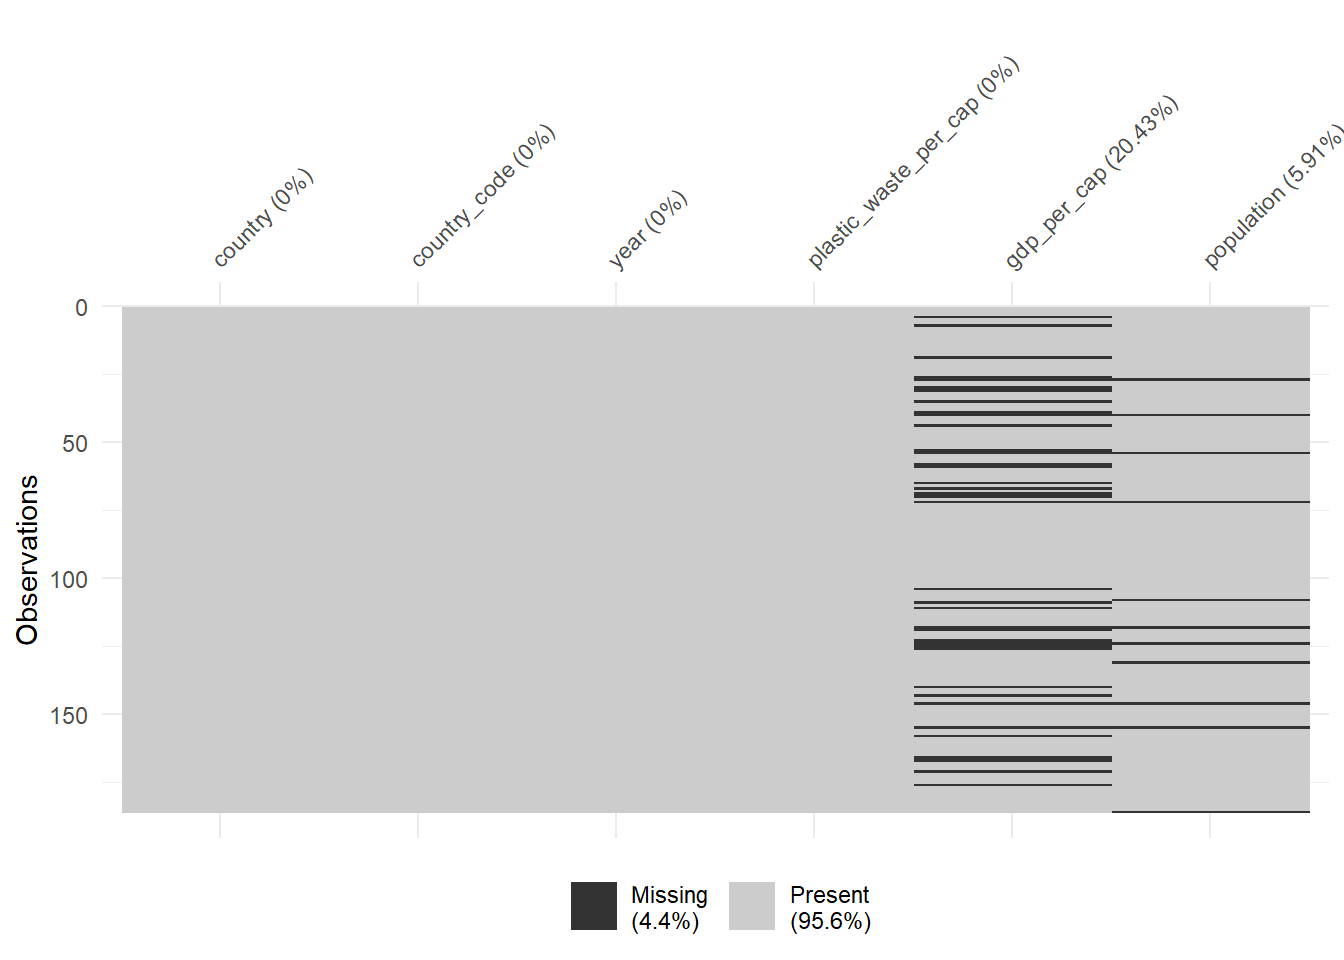 country (0%)
country_code (0%)
year (0%)
plastic_waste_per_cap (0%)
gdp_per_cap (20.43%)
population (5.91%)
0
50
100
150
Observations
Missing
(4.4%)
Present
(95.6%)